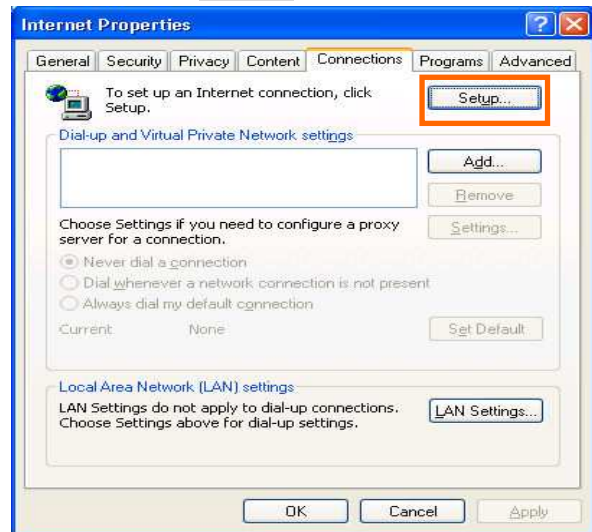 Internet Properties
General Security Privacy Content Connections Programs Advanced
To set up an Internet connection, click
Setup.
Setup...
Dial-up and Virtual Private Network settings
Add...
Remove
Choose Settings if you need to configure a proxy
server for a connection.
Settings...
Never dial a connection
Dial whenever a network connection is not present
Always dial my default connection
Current None
Set Default
Local Area Network (LAN) settings
LAN Settings do not apply to dial-up connections.
Choose Settings above for dial-up settings.
LAN Settings...
OK Cancel Apply